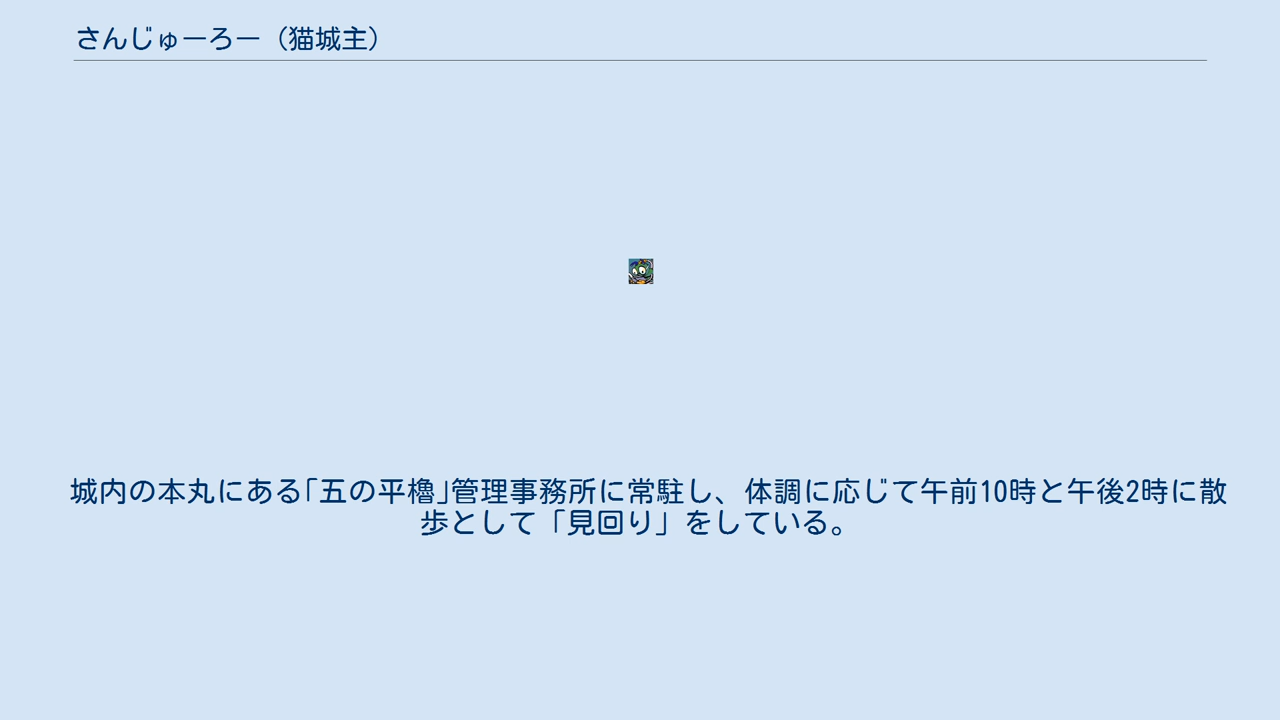 さんじゅーろー（猫城主）
城内の本丸にある｢五の平櫓｣管理事務所に常駐し、体調に応じて午前10時と午後2時に散
歩として「見回り」をしている。